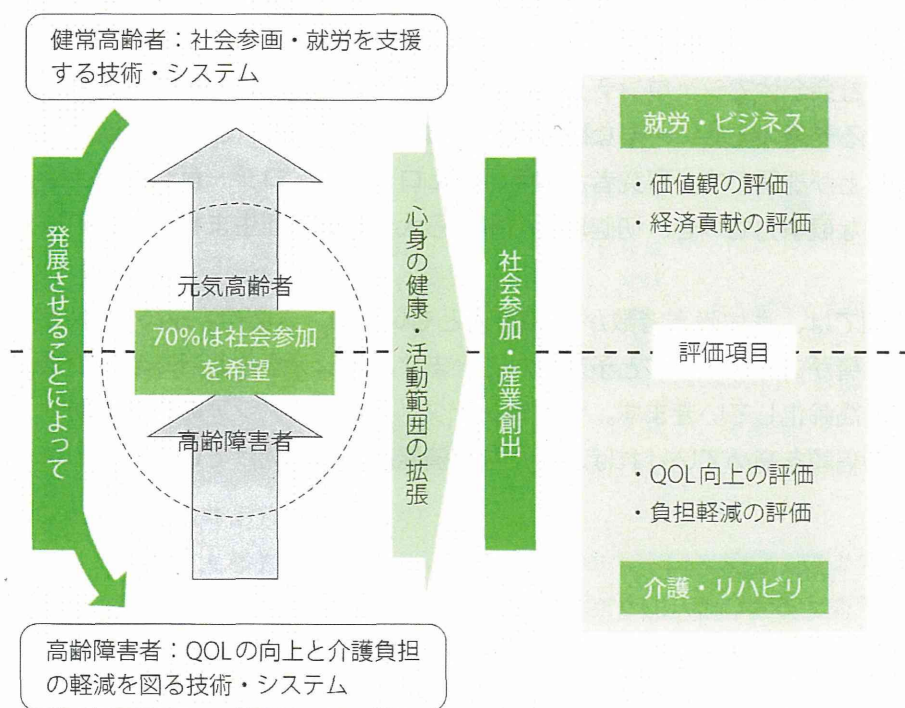 健常高齢者：社会参画・就労を支援
する技術・システム
発展させることによって
元気高齢者
70%は社会参加
を希望
高齢障害者
心身の健康・活動範囲の拡張
社会参加・産業創出
就労・ビジネス
・価値観の評価
・経済貢献の評価
評価項目
・QOL向上の評価
・負担軽減の評価
介護・リハビリ
高齢障害者：QOLの向上と介護負担
の軽減を図る技術・システム